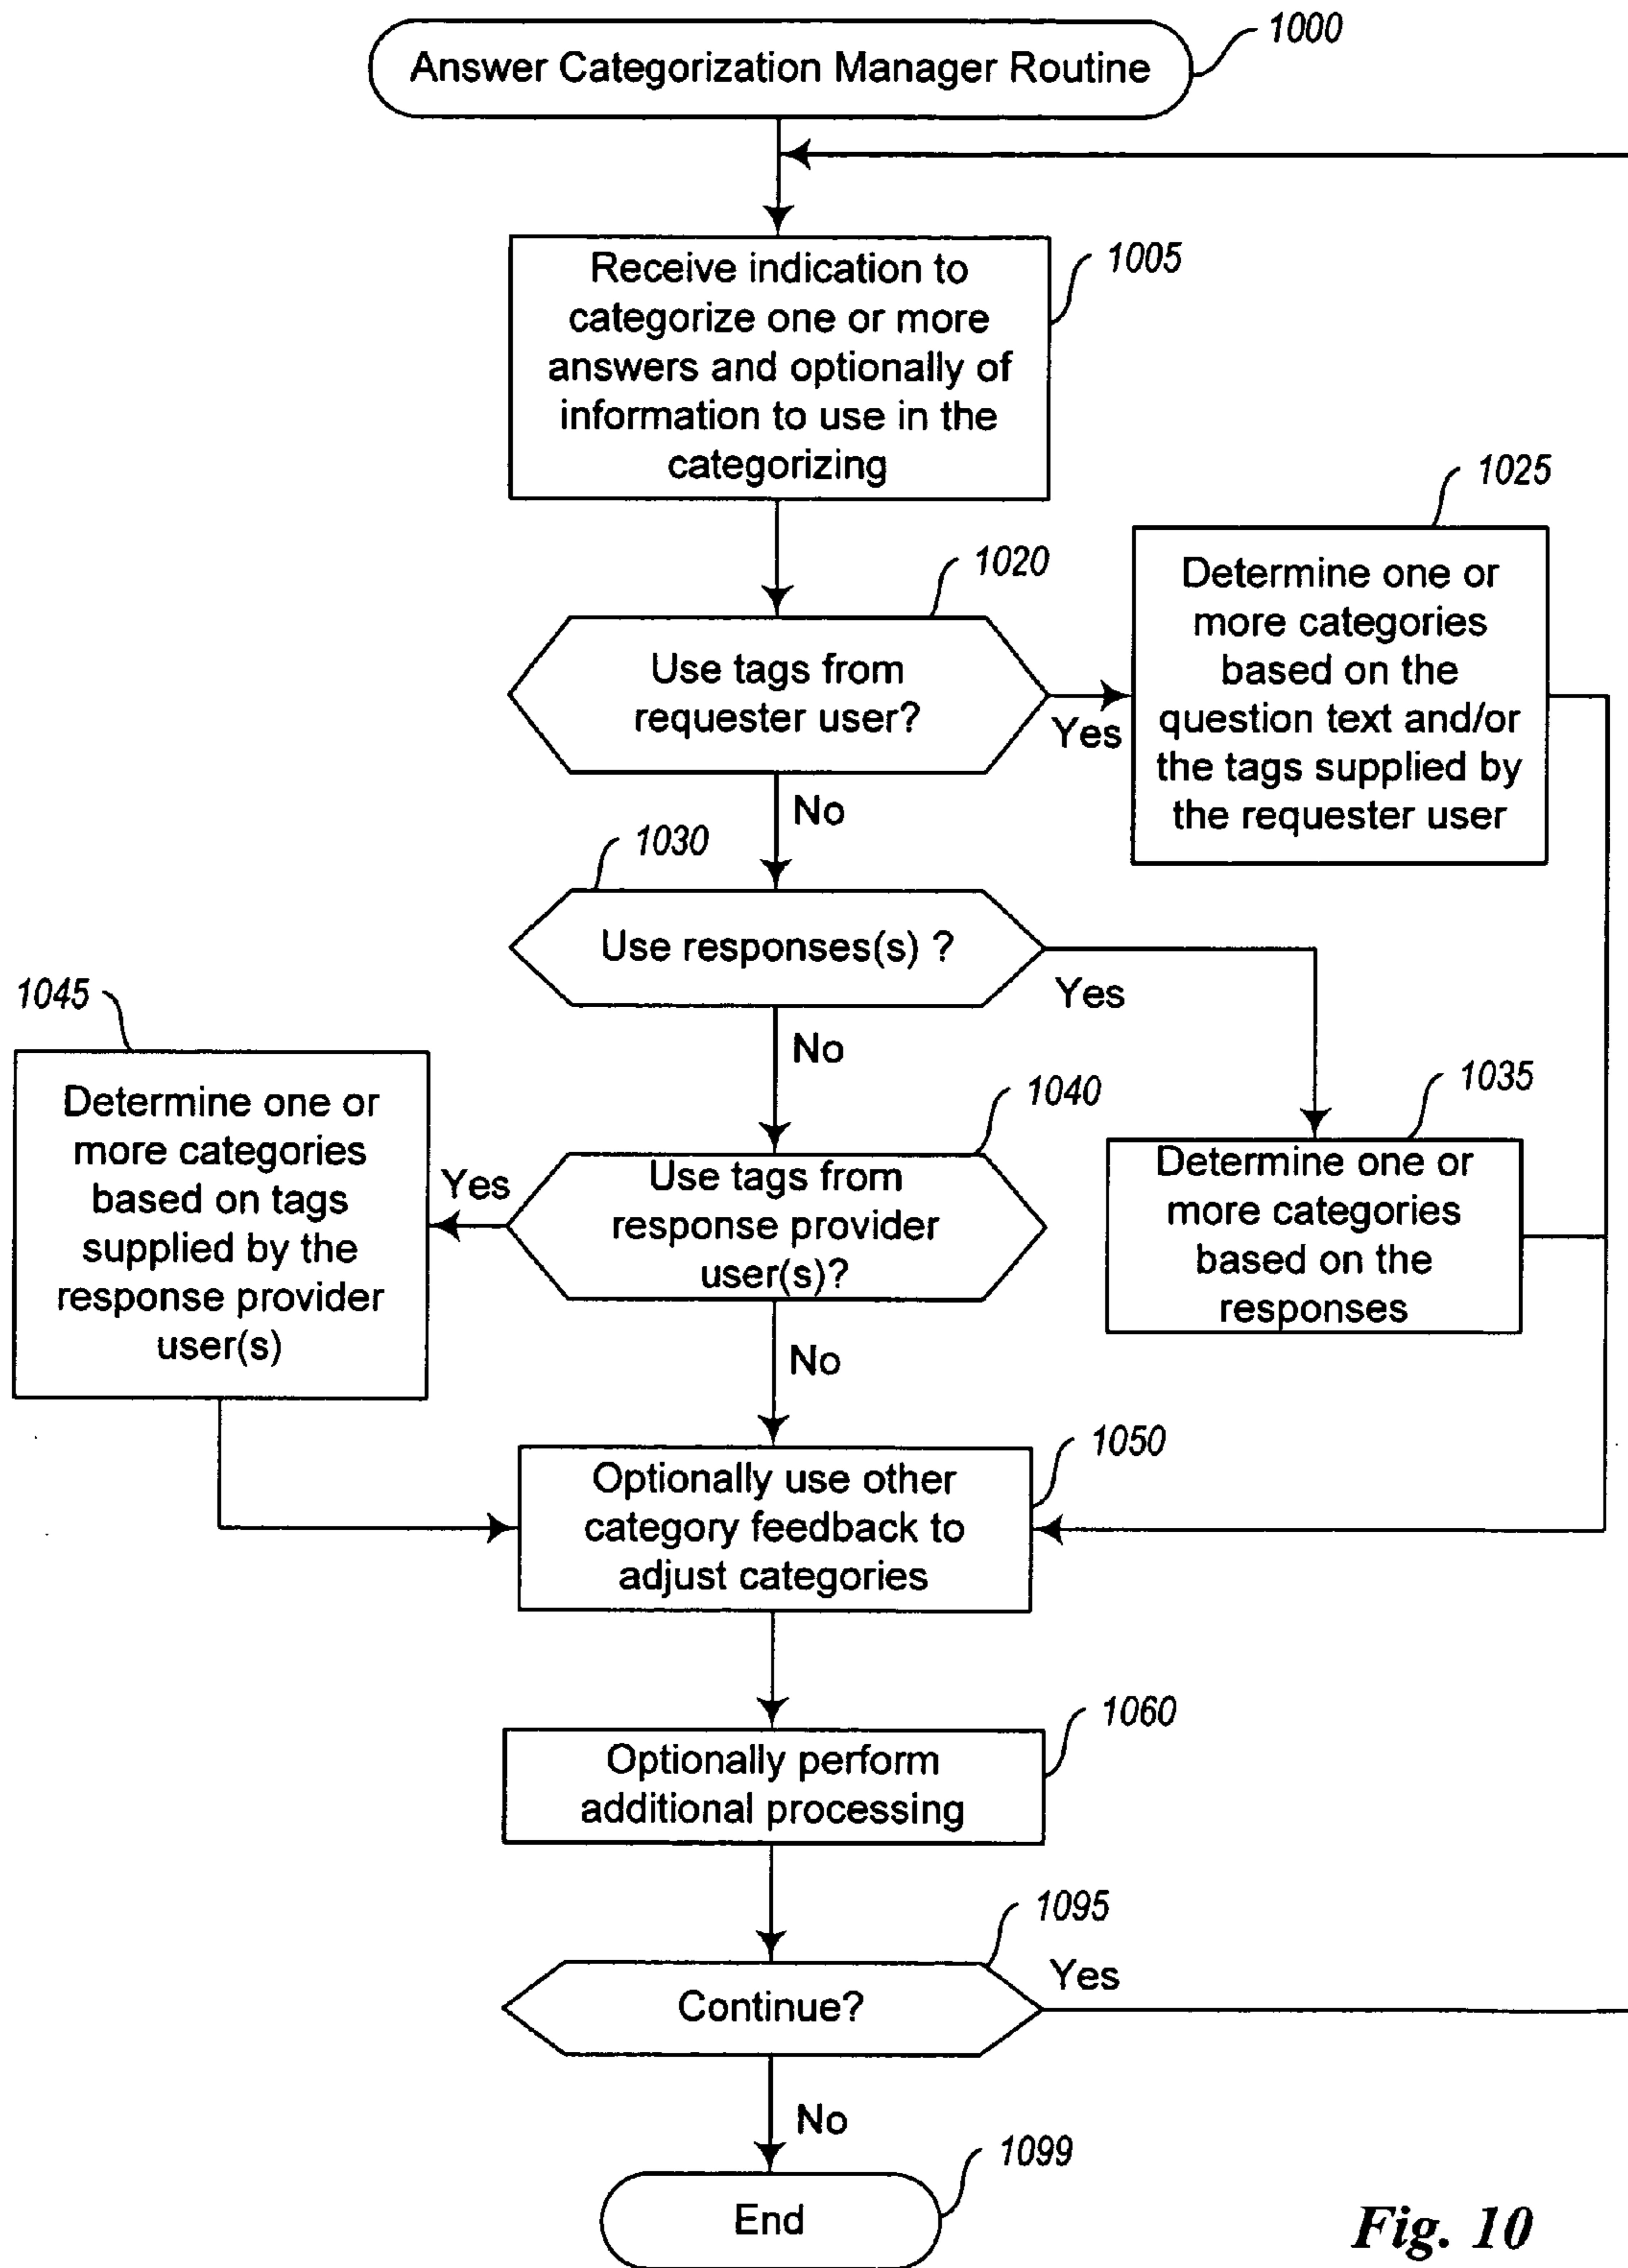 1000
Answer Categorization Manager Routine
1005
Receive indication to
categorize one or more
answers and optionally of
information to use in the
categorizing
1020
Use tags from
requester user?
Yes
1025
Determine one or
more categories
based on the
question text and/or
the tags supplied by
the requester user
No
1030
Use responses(s) ?
Yes
1035
Determine one or
more categories
based on the
responses
No
1040
Use tags from
response provider
user(s)?
Yes
1045
Determine one or
more categories
based on tags
supplied by the
response provider
user(s)
No
1050
Optionally use other
category feedback to
adjust categories
1060
Optionally perform
additional processing
1095
Continue?
Yes
No
1099
End
Fig. 10